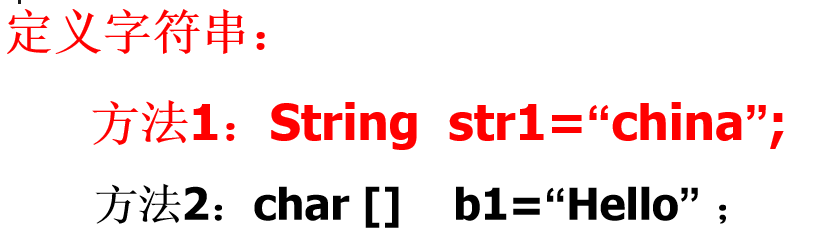 定义字符串：
方法1：String str1=“china”;
方法2：char [] b1=“Hello” ；